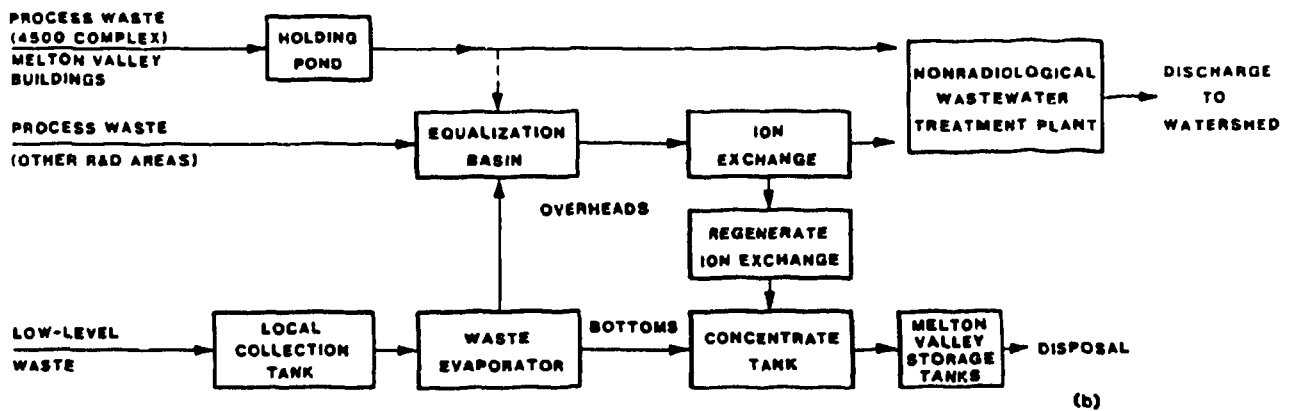 PROCESS WASTE
(4500 COMPLEX)
MELTON VALLEY
BUILDINGS
HOLDING
POND
NONRADIOLOGICAL
WASTEWATER
TREATMENT PLANT
DISCHARGE
TO
WATERSHED
PROCESS WASTE
(OTHER R&D AREAS)
EQUALIZATION
BASIN
ION
EXCHANGE
OVERHEADS
REGENERATE
ION EXCHANGE
LOW-LEVEL
WASTE
LOCAL
COLLECTION
TANK
WASTE
EVAPORATOR
BOTTOMS
CONCENTRATE
TANK
MELTON
VALLEY
STORAGE
TANKS
DISPOSAL
(b)